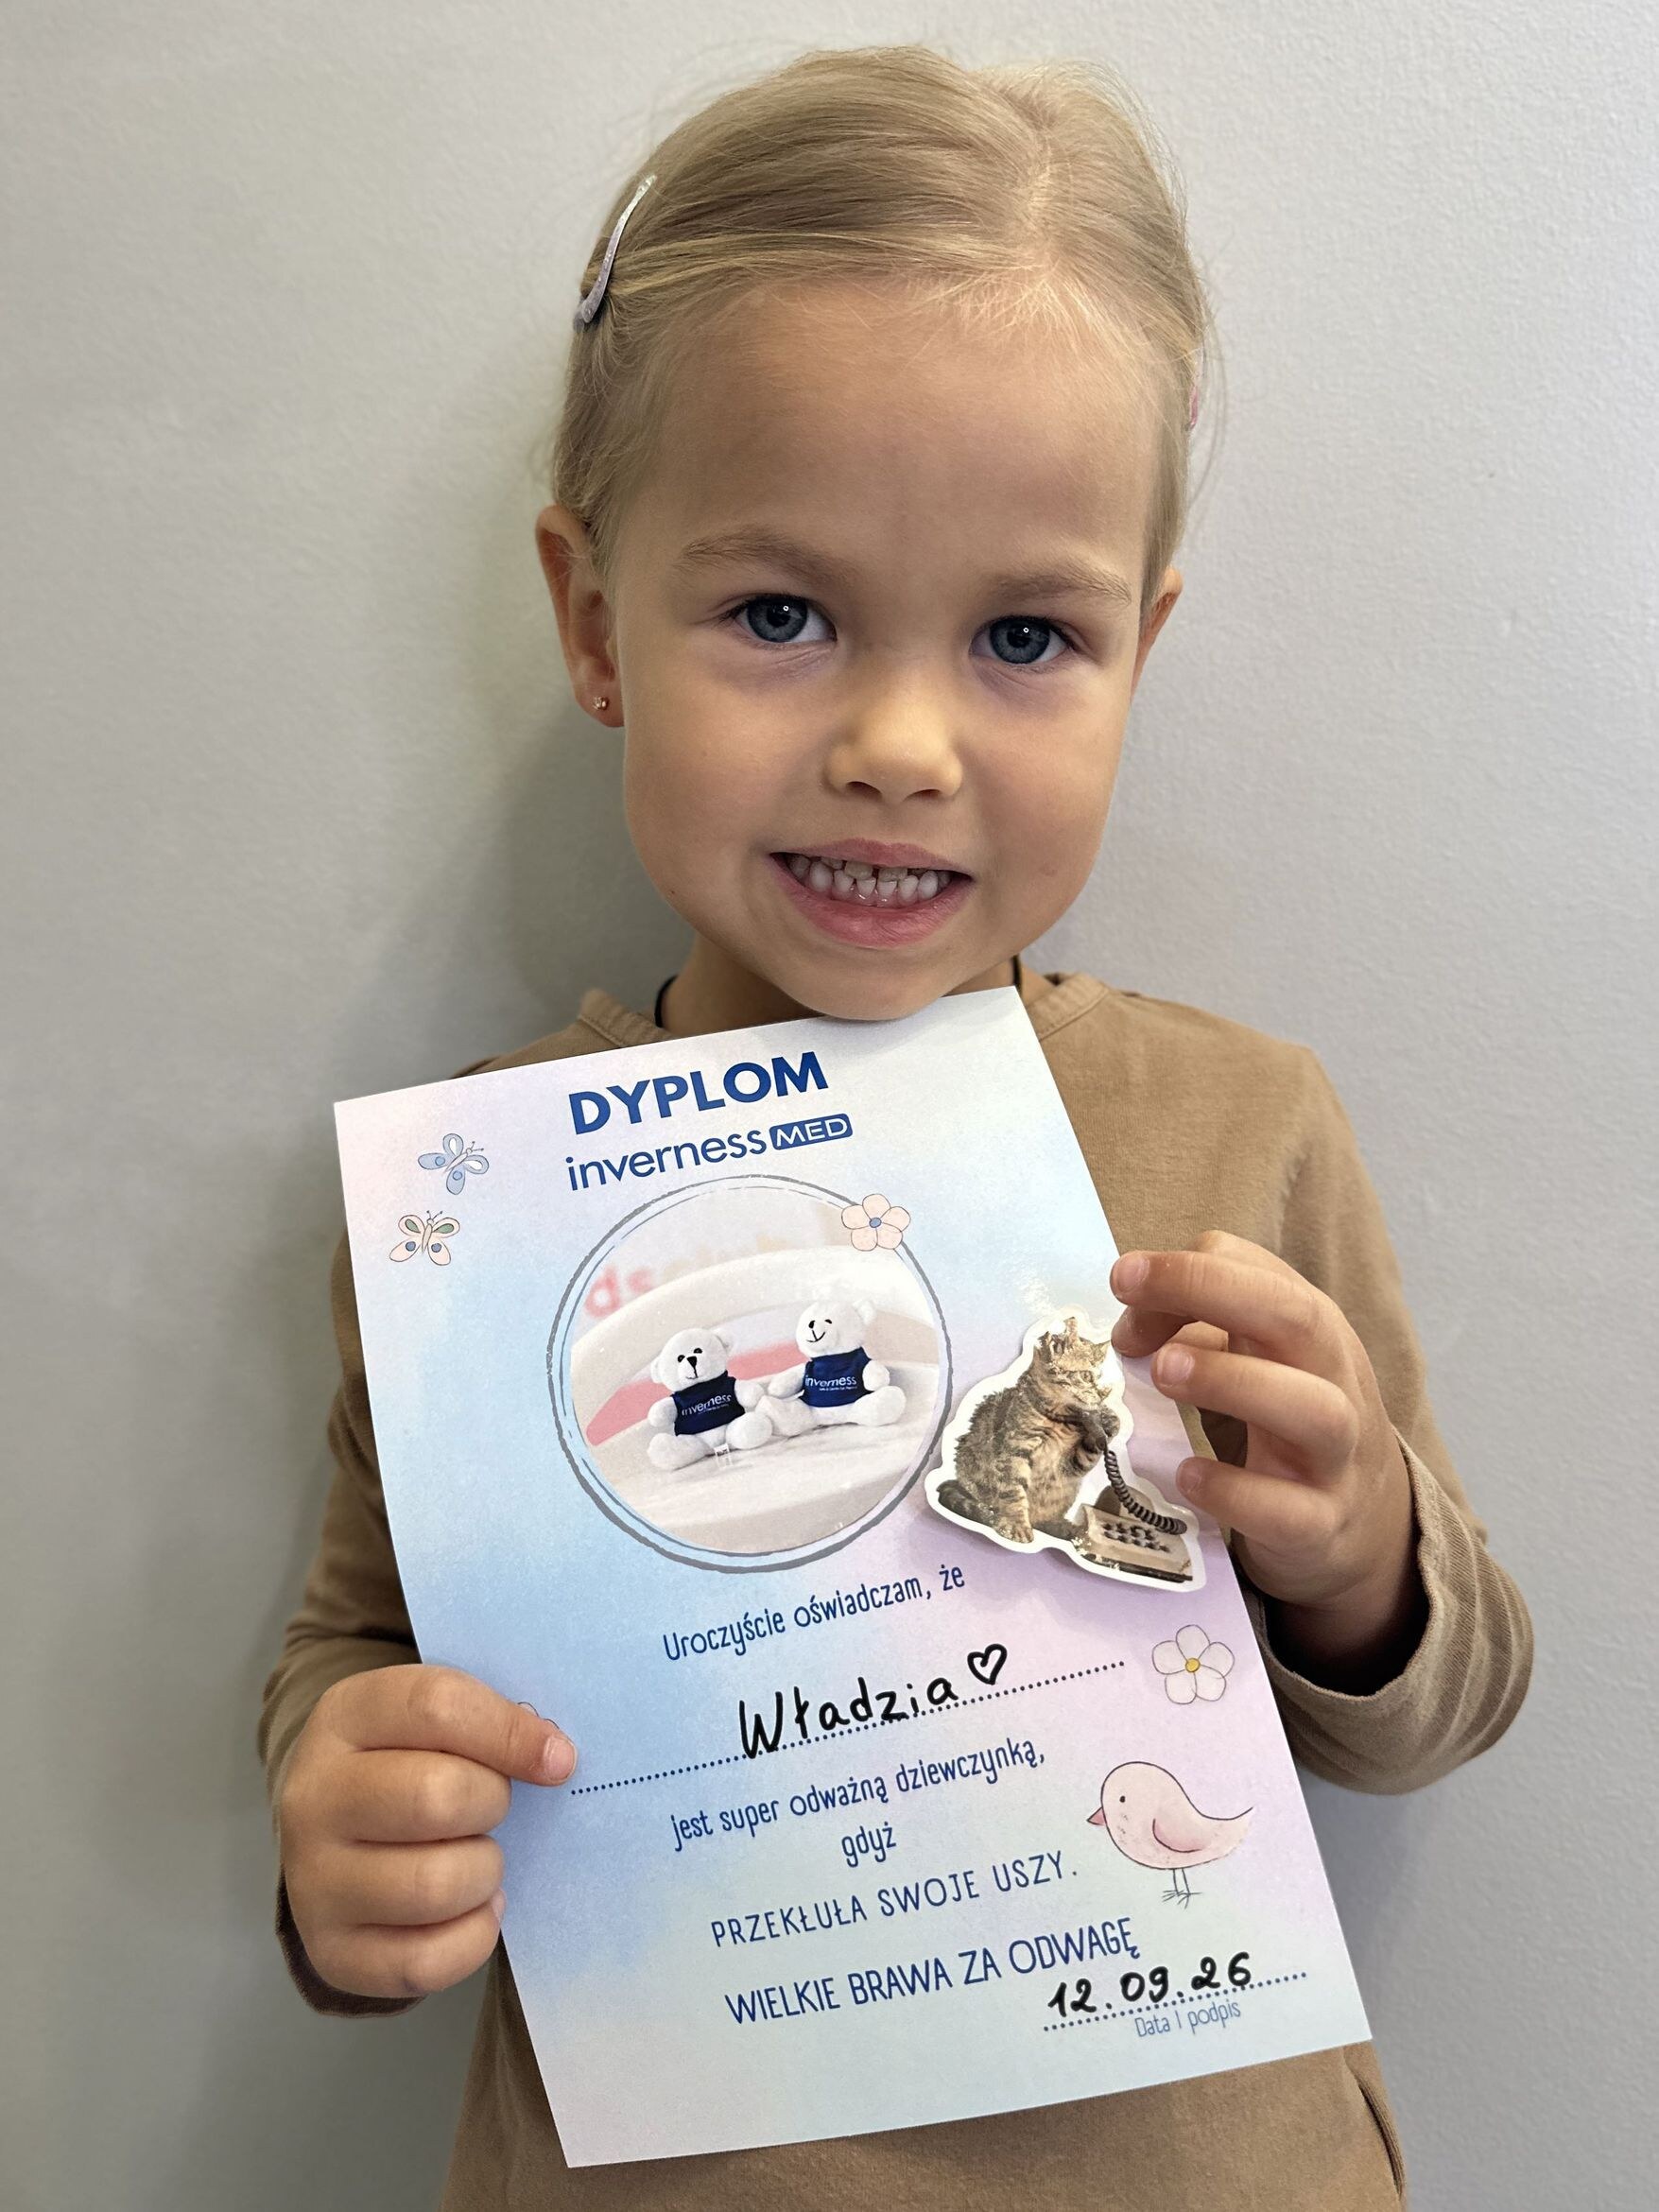 DYPLOM
inverness MED
inverness
inverness
Uroczyście oświadczam, że
Władzia
jest super odważną dziewczynką,
gdyż
PRZEKŁUŁA SWOJE USZY.
WIELKIE BRAWA ZA ODWAGĘ
12.09.26
Data I podpis